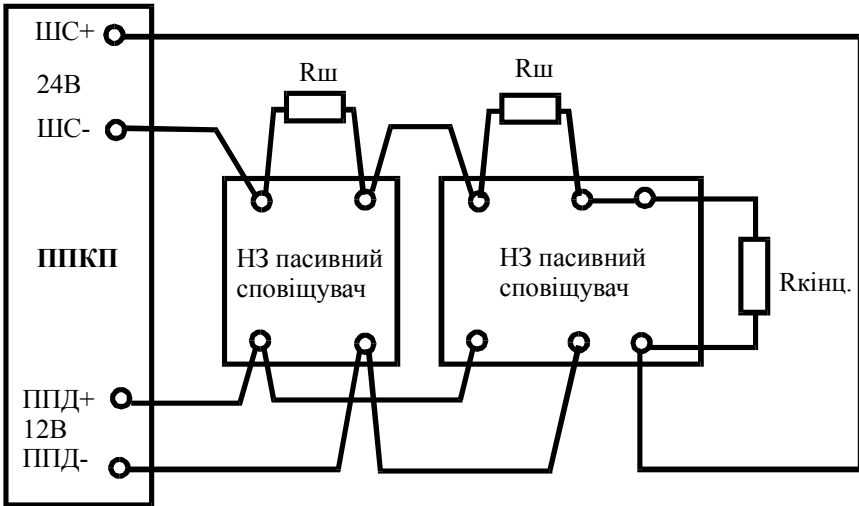 ШС+
24В
ШС-
ППКП
ППД+
12В
ППД-
Rш
НЗ пасивний
сповіщувач
Rш
НЗ пасивний
сповіщувач
Rкінц.